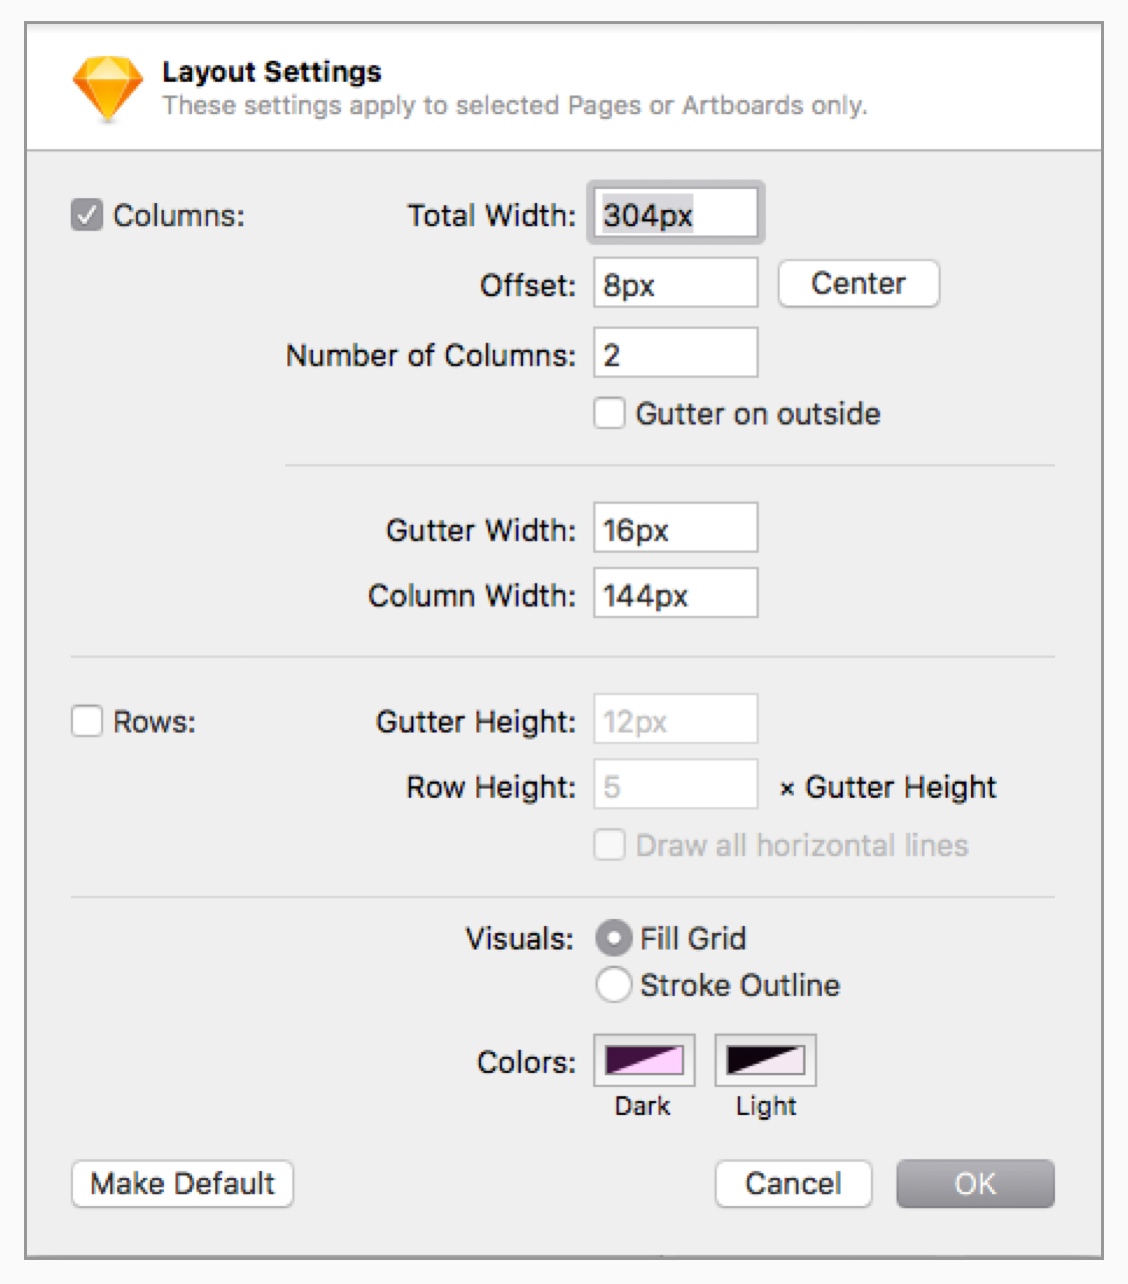 Layout Settings
These settings apply to selected Pages or Artboards only.
Columns: Total Width: 304px
Offset: 8px Center
Number of Columns: 2
Gutter on outside
Gutter Width: 16px
Column Width: 144px
Rows: Gutter Height: 12px
Row Height: 5 × Gutter Height
Draw all horizontal lines
Visuals: Fill Grid
Stroke Outline
Colors:
Dark Light
Make Default Cancel OK